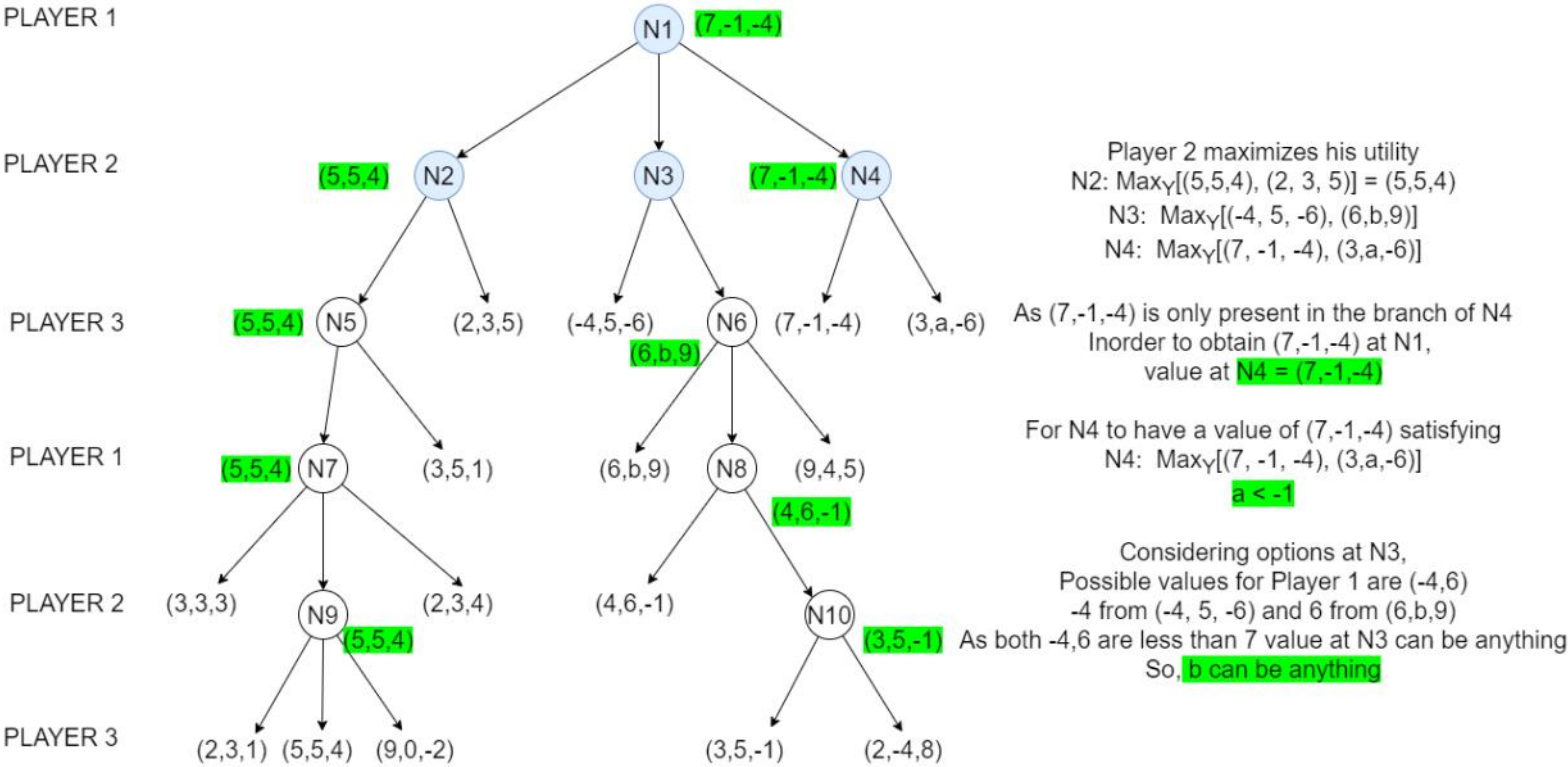 PLAYER 1
N1 (7,-1,-4)
PLAYER 2
(5,5,4) N2 N3 (7,-1,-4) N4
Player 2 maximizes his utility
N2: MaxY[(5,5,4), (2, 3, 5)] = (5,5,4)
N3: MaxY[(-4, 5, -6), (6,b,9)]
N4: MaxY[(7, -1, -4), (3,a,-6)]
PLAYER 3
(5,5,4) N5 (2,3,5) (-4,5,-6) N6 (7,-1,-4) (3,a,-6)
(6,b,9)
As (7,-1,-4) is only present in the branch of N4
Inorder to obtain (7,-1,-4) at N1,
value at N4 = (7,-1,-4)
PLAYER 1
(5,5,4) N7 (3,5,1) (6,b,9) N8 (9,4,5)
(4,6,-1)
For N4 to have a value of (7,-1,-4) satisfying
N4: MaxY[(7, -1, -4), (3,a,-6)]
a < -1
PLAYER 2
(3,3,3) N9 (2,3,4) (4,6,-1) N10
(5,5,4) (3,5,-1)
Considering options at N3,
Possible values for Player 1 are (-4,6)
-4 from (-4, 5, -6) and 6 from (6,b,9)
As both -4,6 are less than 7 value at N3 can be anything
So, b can be anything
PLAYER 3
(2,3,1) (5,5,4) (9,0,-2) (3,5,-1) (2,-4,8)